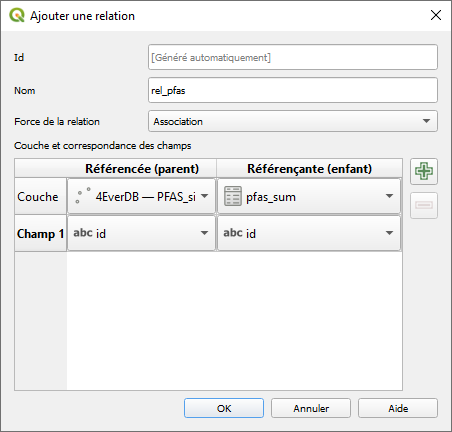 Ajouter une relation
Id [Généré automatiquement]
Nom rel_pfas
Force de la relation Association
Couche et correspondance des champs
Référencée (parent) Référençante (enfant)
Couche 4EverDB — PFAS_si pfas_sum
Champ 1 abc id abc id
OK Annuler Aide